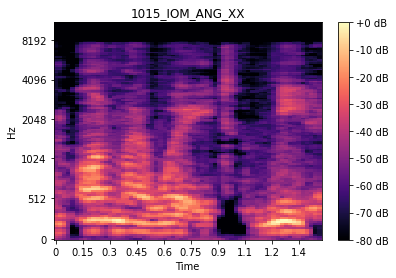 1015_IOM_ANG_XX
Hz
8192
4096
2048
1024
512
0
0 0.15 0.3 0.45 0.6 0.75 0.9 1.1 1.2 1.4
Time
+0 dB
-10 dB
-20 dB
-30 dB
-40 dB
-50 dB
-60 dB
-70 dB
-80 dB